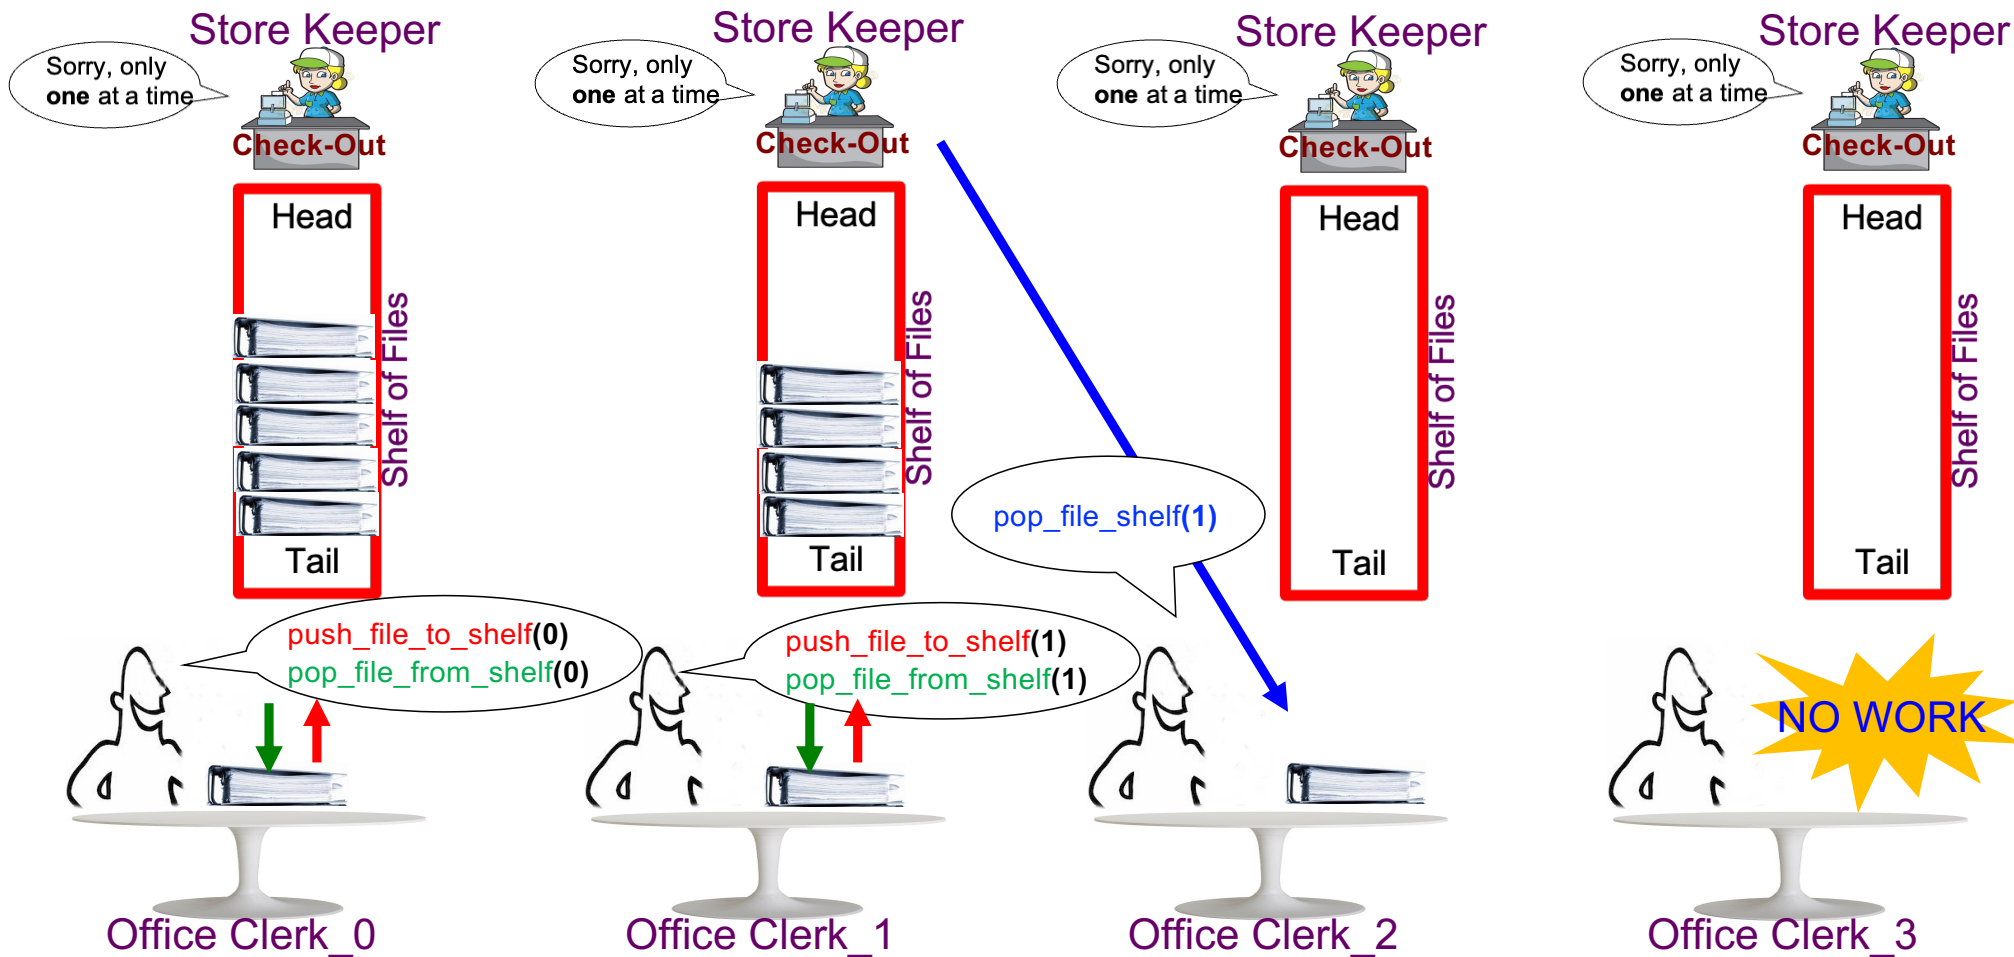 Store Keeper
Sorry, only
one at a time
Check-Out
Head
Shelf of Files
Tail
push_file_to_shelf(0)
pop_file_from_shelf(0)
Office Clerk_0
Store Keeper
Sorry, only
one at a time
Check-Out
Head
Shelf of Files
Tail
push_file_to_shelf(1)
pop_file_from_shelf(1)
Office Clerk_1
Store Keeper
Sorry, only
one at a time
Check-Out
Head
Shelf of Files
Tail
pop_file_shelf(1)
Office Clerk_2
Store Keeper
Sorry, only
one at a time
Check-Out
Head
Shelf of Files
Tail
NO WORK
Office Clerk_3